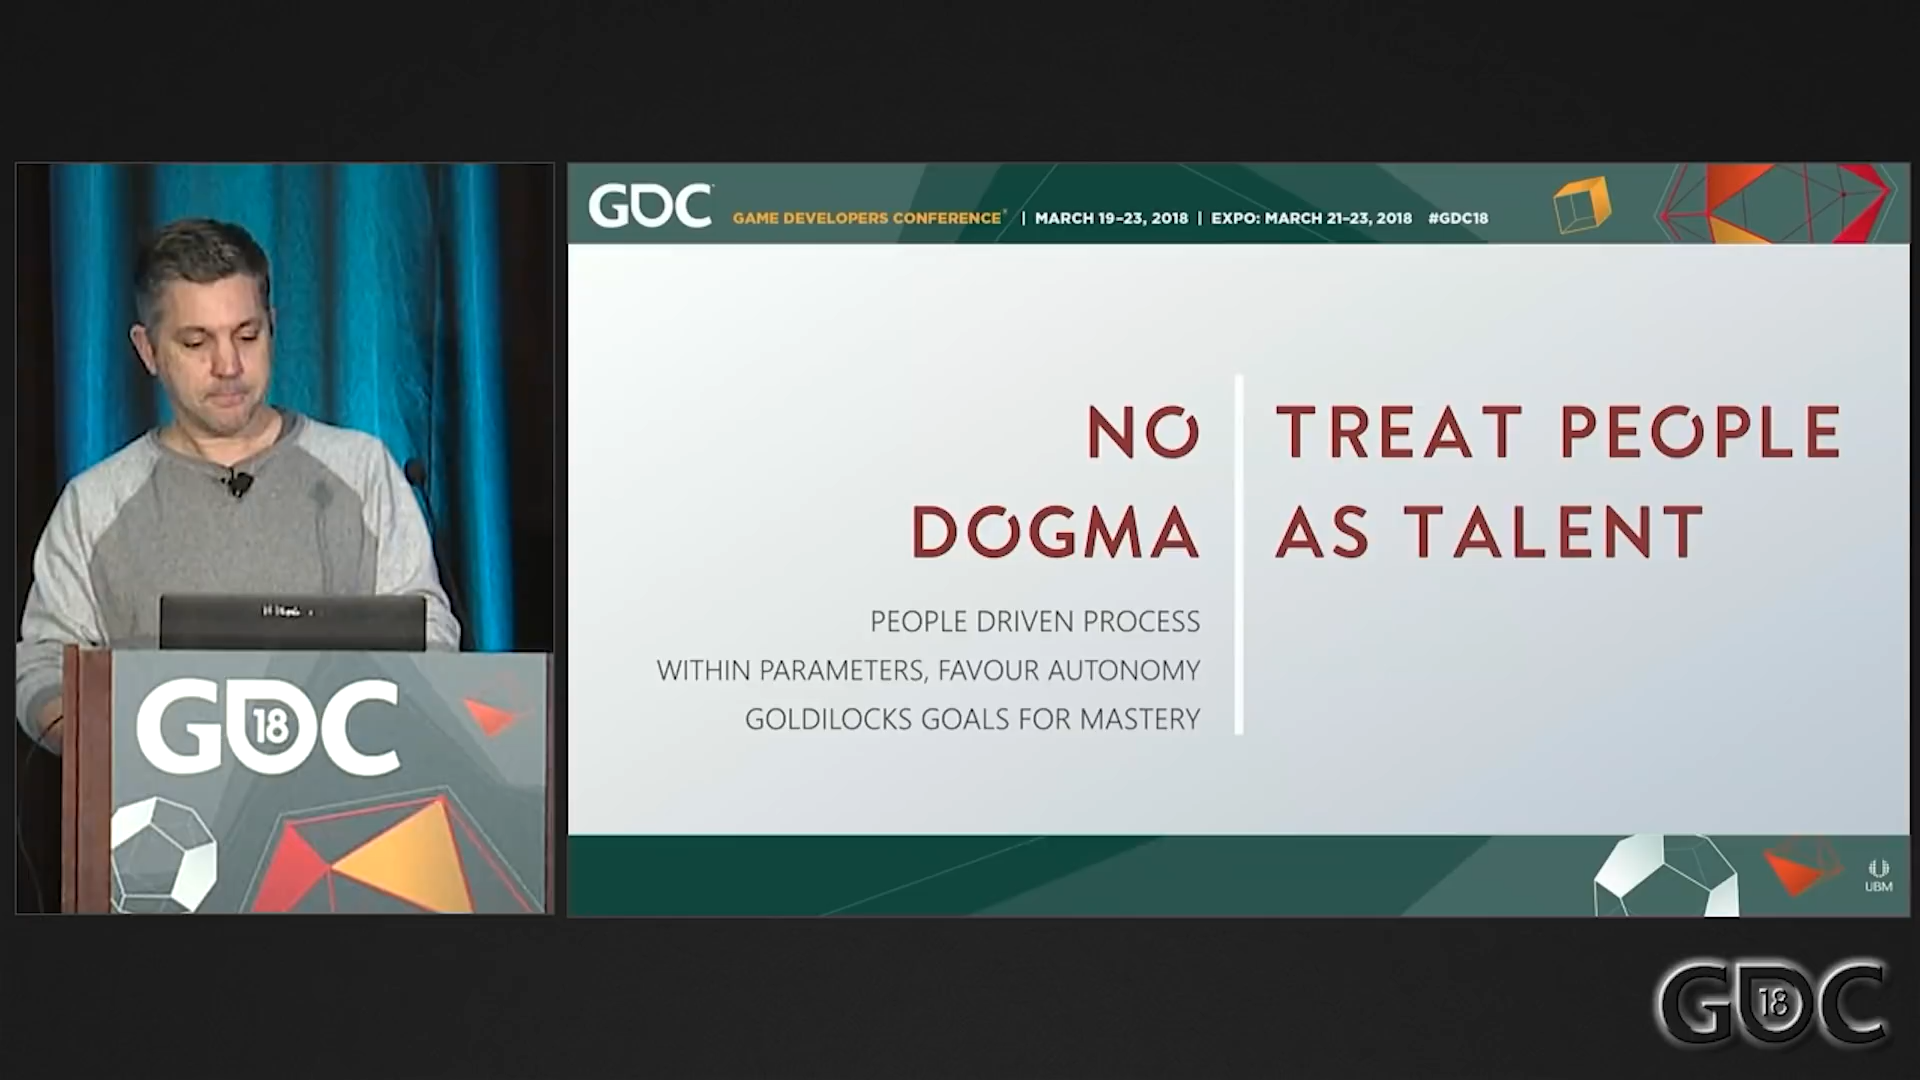 GDC
GAME DEVELOPERS CONFERENCE® | MARCH 19–23, 2018 | EXPO: MARCH 21–23, 2018 #GDC18
NO
DOGMA
TREAT PEOPLE
AS TALENT
PEOPLE DRIVEN PROCESS
WITHIN PARAMETERS, FAVOUR AUTONOMY
GOLDILOCKS GOALS FOR MASTERY
GDC
18
UBM
GDC
18